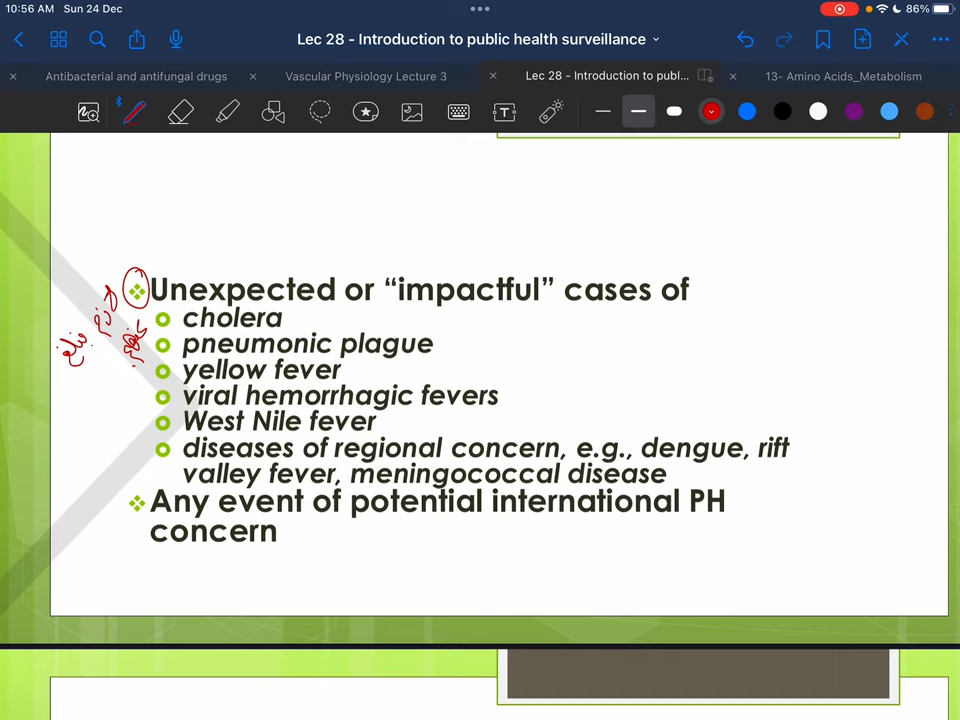 10:56 AM Sun 24 Dec
86%
Lec 28 - Introduction to public health surveillance
Antibacterial and antifungal drugs
Vascular Physiology Lecture 3
Lec 28 - Introduction to publ...
13- Amino Acids_Metabolism
Unexpected or “impactful” cases of
cholera
pneumonic plague
yellow fever
viral hemorrhagic fevers
West Nile fever
diseases of regional concern, e.g., dengue, rift
valley fever, meningococcal disease
Any event of potential international PH
concern